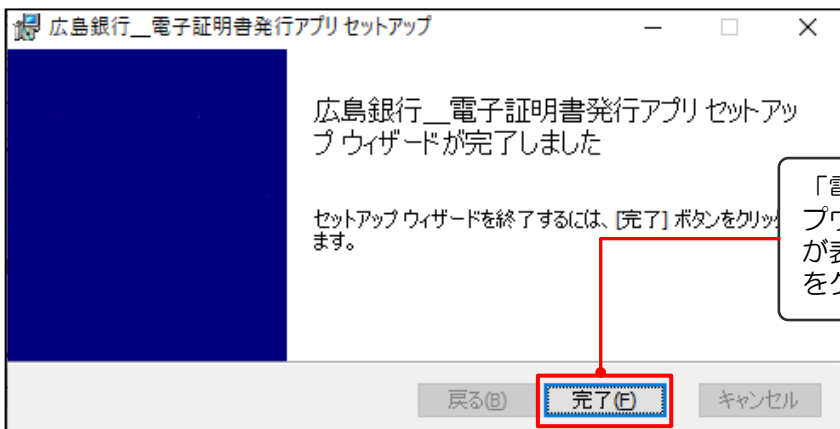 広島銀行__電子証明書発行アプリ セットアップ
広島銀行__電子証明書発行アプリ セットアッ
プ ウィザードが完了しました
「電
セットアップ ウィザードを終了するには、[完了] ボタンをクリック
ます。
プウ
が表
をク
戻る(B)
完了(F)
キャンセル